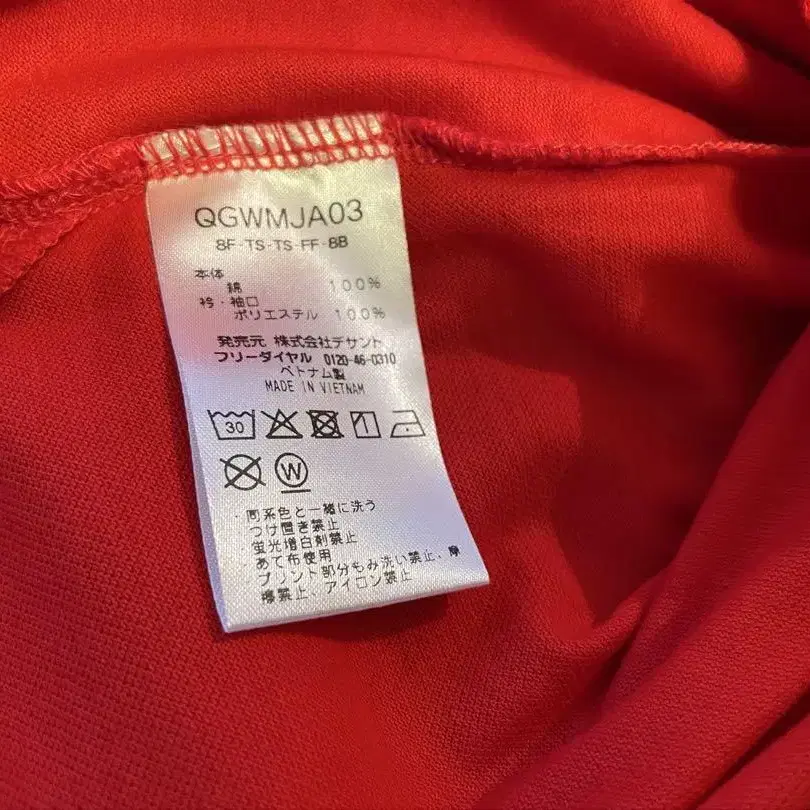 QGWMJA03
8F-TS-TS-FF-8B
本体
綿 100%
衿・袖口
ポリエステル 100%
発売元 株式会社デサント
フリーダイヤル 0120-46-0310
ベトナム製
MADE IN VIETNAM
30
W
・同系色と一緒に洗う
・つけ置き禁止
・蛍光増白剤禁止
・あて布使用
・プリント部分もみ洗い禁止、摩
擦禁止、アイロン禁止